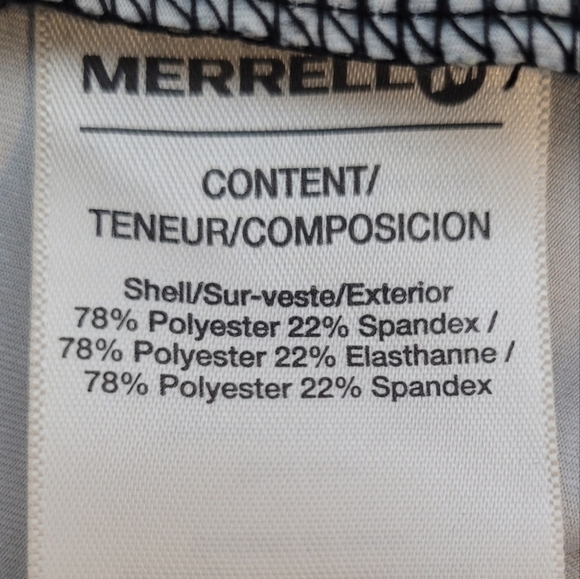 MERRELL
CONTENT/
TENEUR/COMPOSICION
Shell/Sur-veste/Exterior
78% Polyester 22% Spandex /
78% Polyester 22% Elasthanne /
78% Polyester 22% Spandex